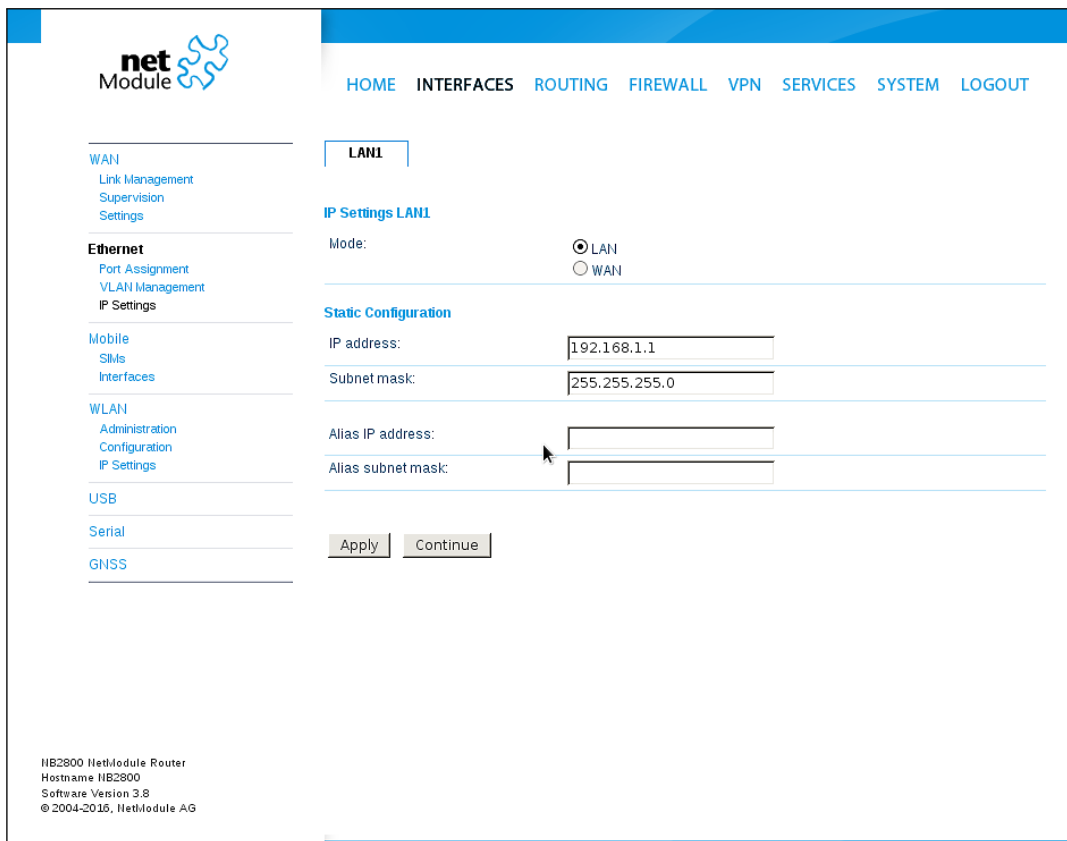 net
Module
HOME INTERFACES ROUTING FIREWALL VPN SERVICES SYSTEM LOGOUT
WAN
Link Management
Supervision
Settings
Ethernet
Port Assignment
VLAN Management
IP Settings
Mobile
SIMs
Interfaces
WLAN
Administration
Configuration
IP Settings
USB
Serial
GNSS
LAN1
IP Settings LAN1
Mode:
LAN
WAN
Static Configuration
IP address: 192.168.1.1
Subnet mask: 255.255.255.0
Alias IP address:
Alias subnet mask:
Apply Continue
NB2800 NetModule Router
Hostname NB2800
Software Version 3.8
© 2004-2016, NetModule AG